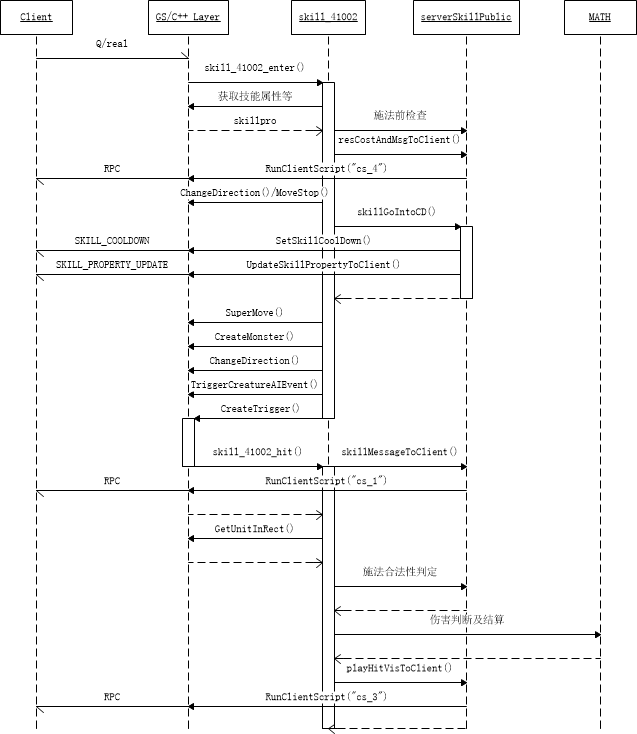 Client
GS/C++ Layer
skill_41002
serverSkillPublic
MATH
Q/real
skill_41002_enter()
获取技能属性等
施法前检查
skillpro
resCostAndMsgToClient()
RPC
RunClientScript("cs_4")
ChangeDirection()/MoveStop()
skillGoIntoCD()
SKILL_COOLDOWN
SetSkillCoolDown()
SKILL_PROPERTY_UPDATE
UpdateSkillPropertyToClient()
SuperMove()
CreateMonster()
ChangeDirection()
TriggerCreatureAIEvent()
CreateTrigger()
skill_41002_hit()
skillMessageToClient()
RPC
RunClientScript("cs_1")
GetUnitInRect()
施法合法性判定
伤害判断及结算
playHitVisToClient()
RPC
RunClientScript("cs_3")